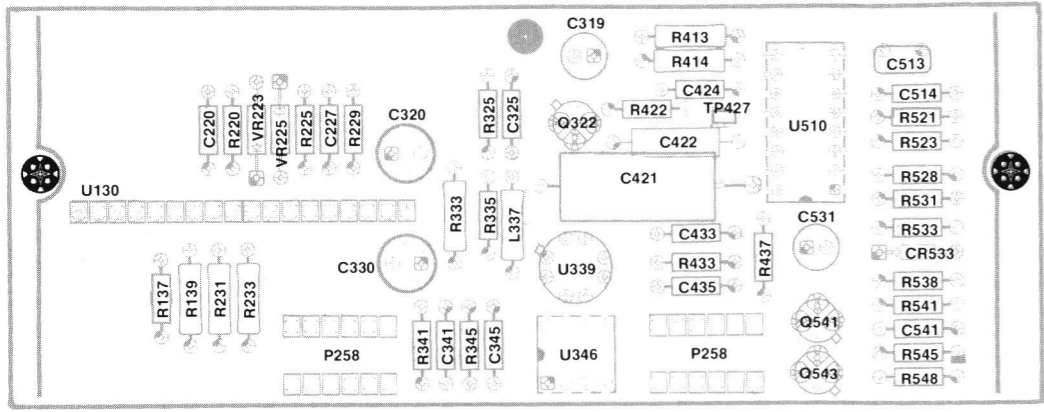 C319
R413
R414
C513
C424
C514
R422
TP427
R521
U510
R523
C220
R220
VR223
VR225
R225
C227
R229
C320
R325
C325
Q322
C422
C421
R528
R531
U130
R333
R335
L337
C531
C433
R437
R533
CR533
C330
U339
R433
C435
R538
R137
R139
R231
R233
R541
Q541
C541
P258
R341
C341
R345
C345
U346
P258
Q543
R545
R548